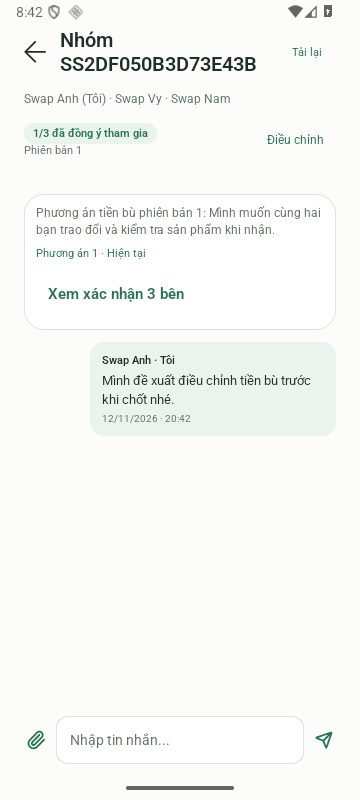 8:42
Nhóm
SS2DF050B3D73E43B
Tải lại
Swap Anh (Tôi) · Swap Vy · Swap Nam
1/3 đã đồng ý tham gia
Phiên bản 1
Điều chỉnh
Phương án tiền bù phiên bản 1: Mình muốn cùng hai
bạn trao đổi và kiểm tra sản phẩm khi nhận.
Phương án 1 · Hiện tại
Xem xác nhận 3 bên
Swap Anh · Tôi
Mình đề xuất điều chỉnh tiền bù trước
khi chốt nhé.
12/11/2026 · 20:42
Nhập tin nhắn...